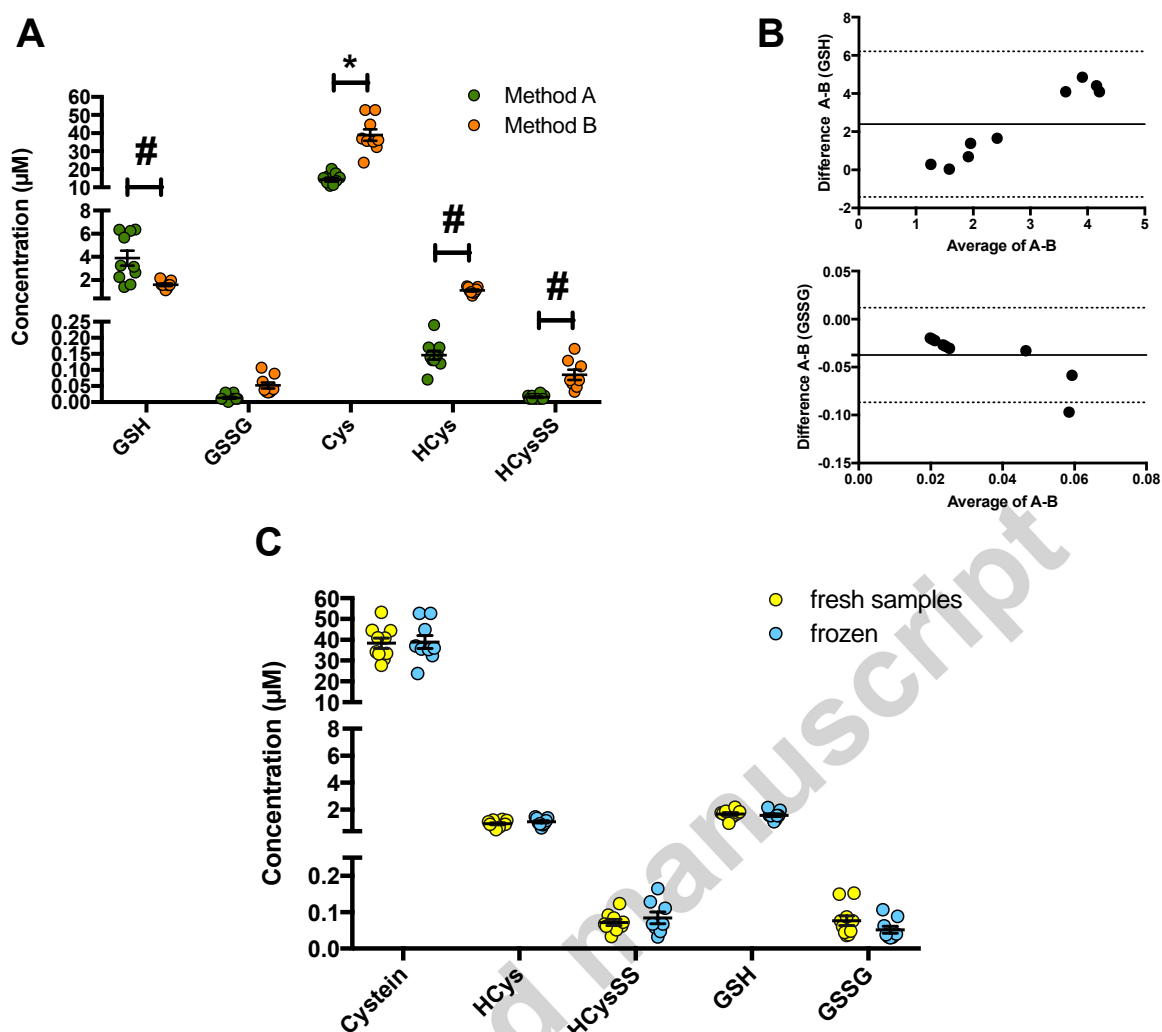 A
Method A
Method B
*
#
#
#
Concentration (µM)
60
50
40
30
20
10
8
6
4
2
0.25
0.20
0.15
0.10
0.05
0.00
GSH
GSSG
Cys
HCys
HCysSS
B
Difference A-B (GSH)
8
6
4
2
0
-2
0
1
2
3
4
5
Average of A-B
Difference A-B (GSSG)
0.05
0.00
-0.05
-0.10
-0.15
0.00
0.02
0.04
0.06
0.08
Average of A-B
C
fresh samples
frozen
Concentration (µM)
60
50
40
30
20
10
8
6
4
2
0.2
0.1
0.0
Cystein
HCys
HCysSS
GSH
GSSG
d manuscript